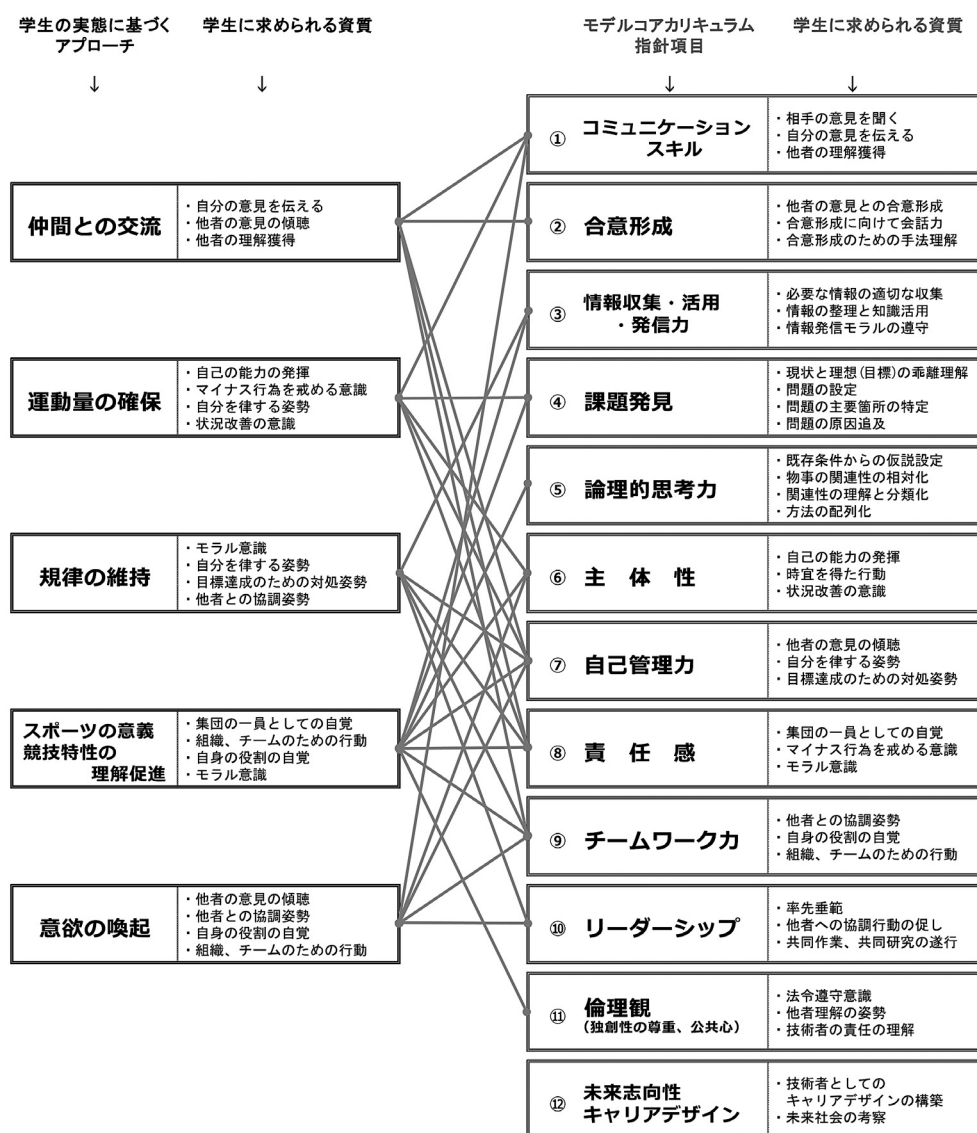 学生の実態に基づく
アプローチ
学生に求められる資質
モデルコアカリキュラム
指針項目
学生に求められる資質
↓
↓
↓
↓
仲間との交流
・自分の意見を伝える
・他者の意見の傾聴
・他者の理解獲得
運動量の確保
・自己の能力の発揮
・マイナス行為を戒める意識
・自分を律する姿勢
・状況改善の意識
規律の維持
・モラル意識
・自分を律する姿勢
・目標達成のための対処姿勢
・他者との協調姿勢
スポーツの意義
競技特性の
理解促進
・集団の一員としての自覚
・組織、チームのための行動
・自身の役割の自覚
・モラル意識
意欲の喚起
・他者の意見の傾聴
・他者との協調姿勢
・自身の役割の自覚
・組織、チームのための行動
① コミュニケーション
スキル
・相手の意見を聞く
・自分の意見を伝える
・他者の理解獲得
② 合意形成
・他者の意見との合意形成
・合意形成に向けて会話力
・合意形成のための手法理解
③ 情報収集・活用
・発信力
・必要な情報の適切な収集
・情報の整理と知識活用
・情報発信モラルの遵守
④ 課題発見
・現状と理想(目標)の乖離理解
・問題の設定
・問題の主要箇所の特定
・問題の原因追及
⑤ 論理的思考力
・既存条件からの仮説設定
・物事の関連性の相対化
・関連性の理解と分類化
・方法の配列化
⑥ 主 体 性
・自己の能力の発揮
・時宜を得た行動
・状況改善の意識
⑦ 自己管理力
・他者の意見の傾聴
・自分を律する姿勢
・目標達成のための対処姿勢
⑧ 責 任 感
・集団の一員としての自覚
・マイナス行為を戒める意識
・モラル意識
⑨ チームワーク力
・他者との協調姿勢
・自身の役割の自覚
・組織、チームのための行動
⑩ リーダーシップ
・率先垂範
・他者への協調行動の促し
・共同作業、共同研究の遂行
⑪ 倫理観
(独創性の尊重、公共心)
・法令遵守意識
・他者理解の姿勢
・技術者の責任の理解
⑫ 未来志向性
キャリアデザイン
・技術者としての
キャリアデザインの構築
・未来社会の考察